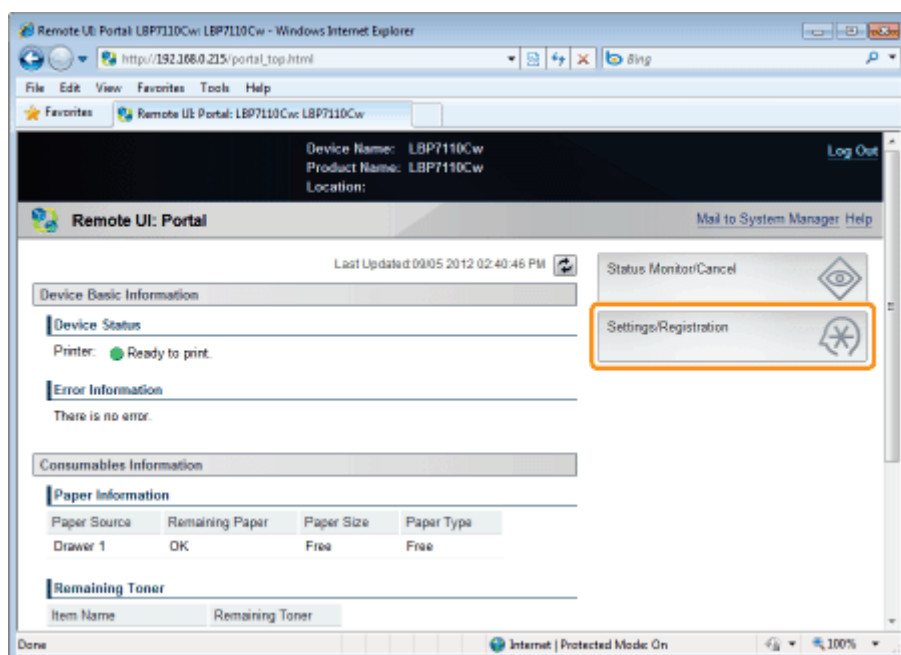 Remote UI: Portal: LBP7110Cw: LBP7110Cw - Windows Internet Explorer
http://192.168.0.215/portal_top.html
Bing
File Edit View Favorites Tools Help
Favorites
Remote UI: Portal: LBP7110Cw: LBP7110Cw
Device Name: LBP7110Cw
Product Name: LBP7110Cw
Location:
Log Out
Remote UI: Portal
Mail to System Manager Help
Last Updated:09/05 2012 02:40:46 PM
Status Monitor/Cancel
Device Basic Information
Settings/Registration
Device Status
Printer: Ready to print.
Error Information
There is no error.
Consumables Information
Paper Information
Paper Source Remaining Paper Paper Size Paper Type
Drawer 1 OK Free Free
Remaining Toner
Item Name Remaining Toner
Done
Internet | Protected Mode: On
100%